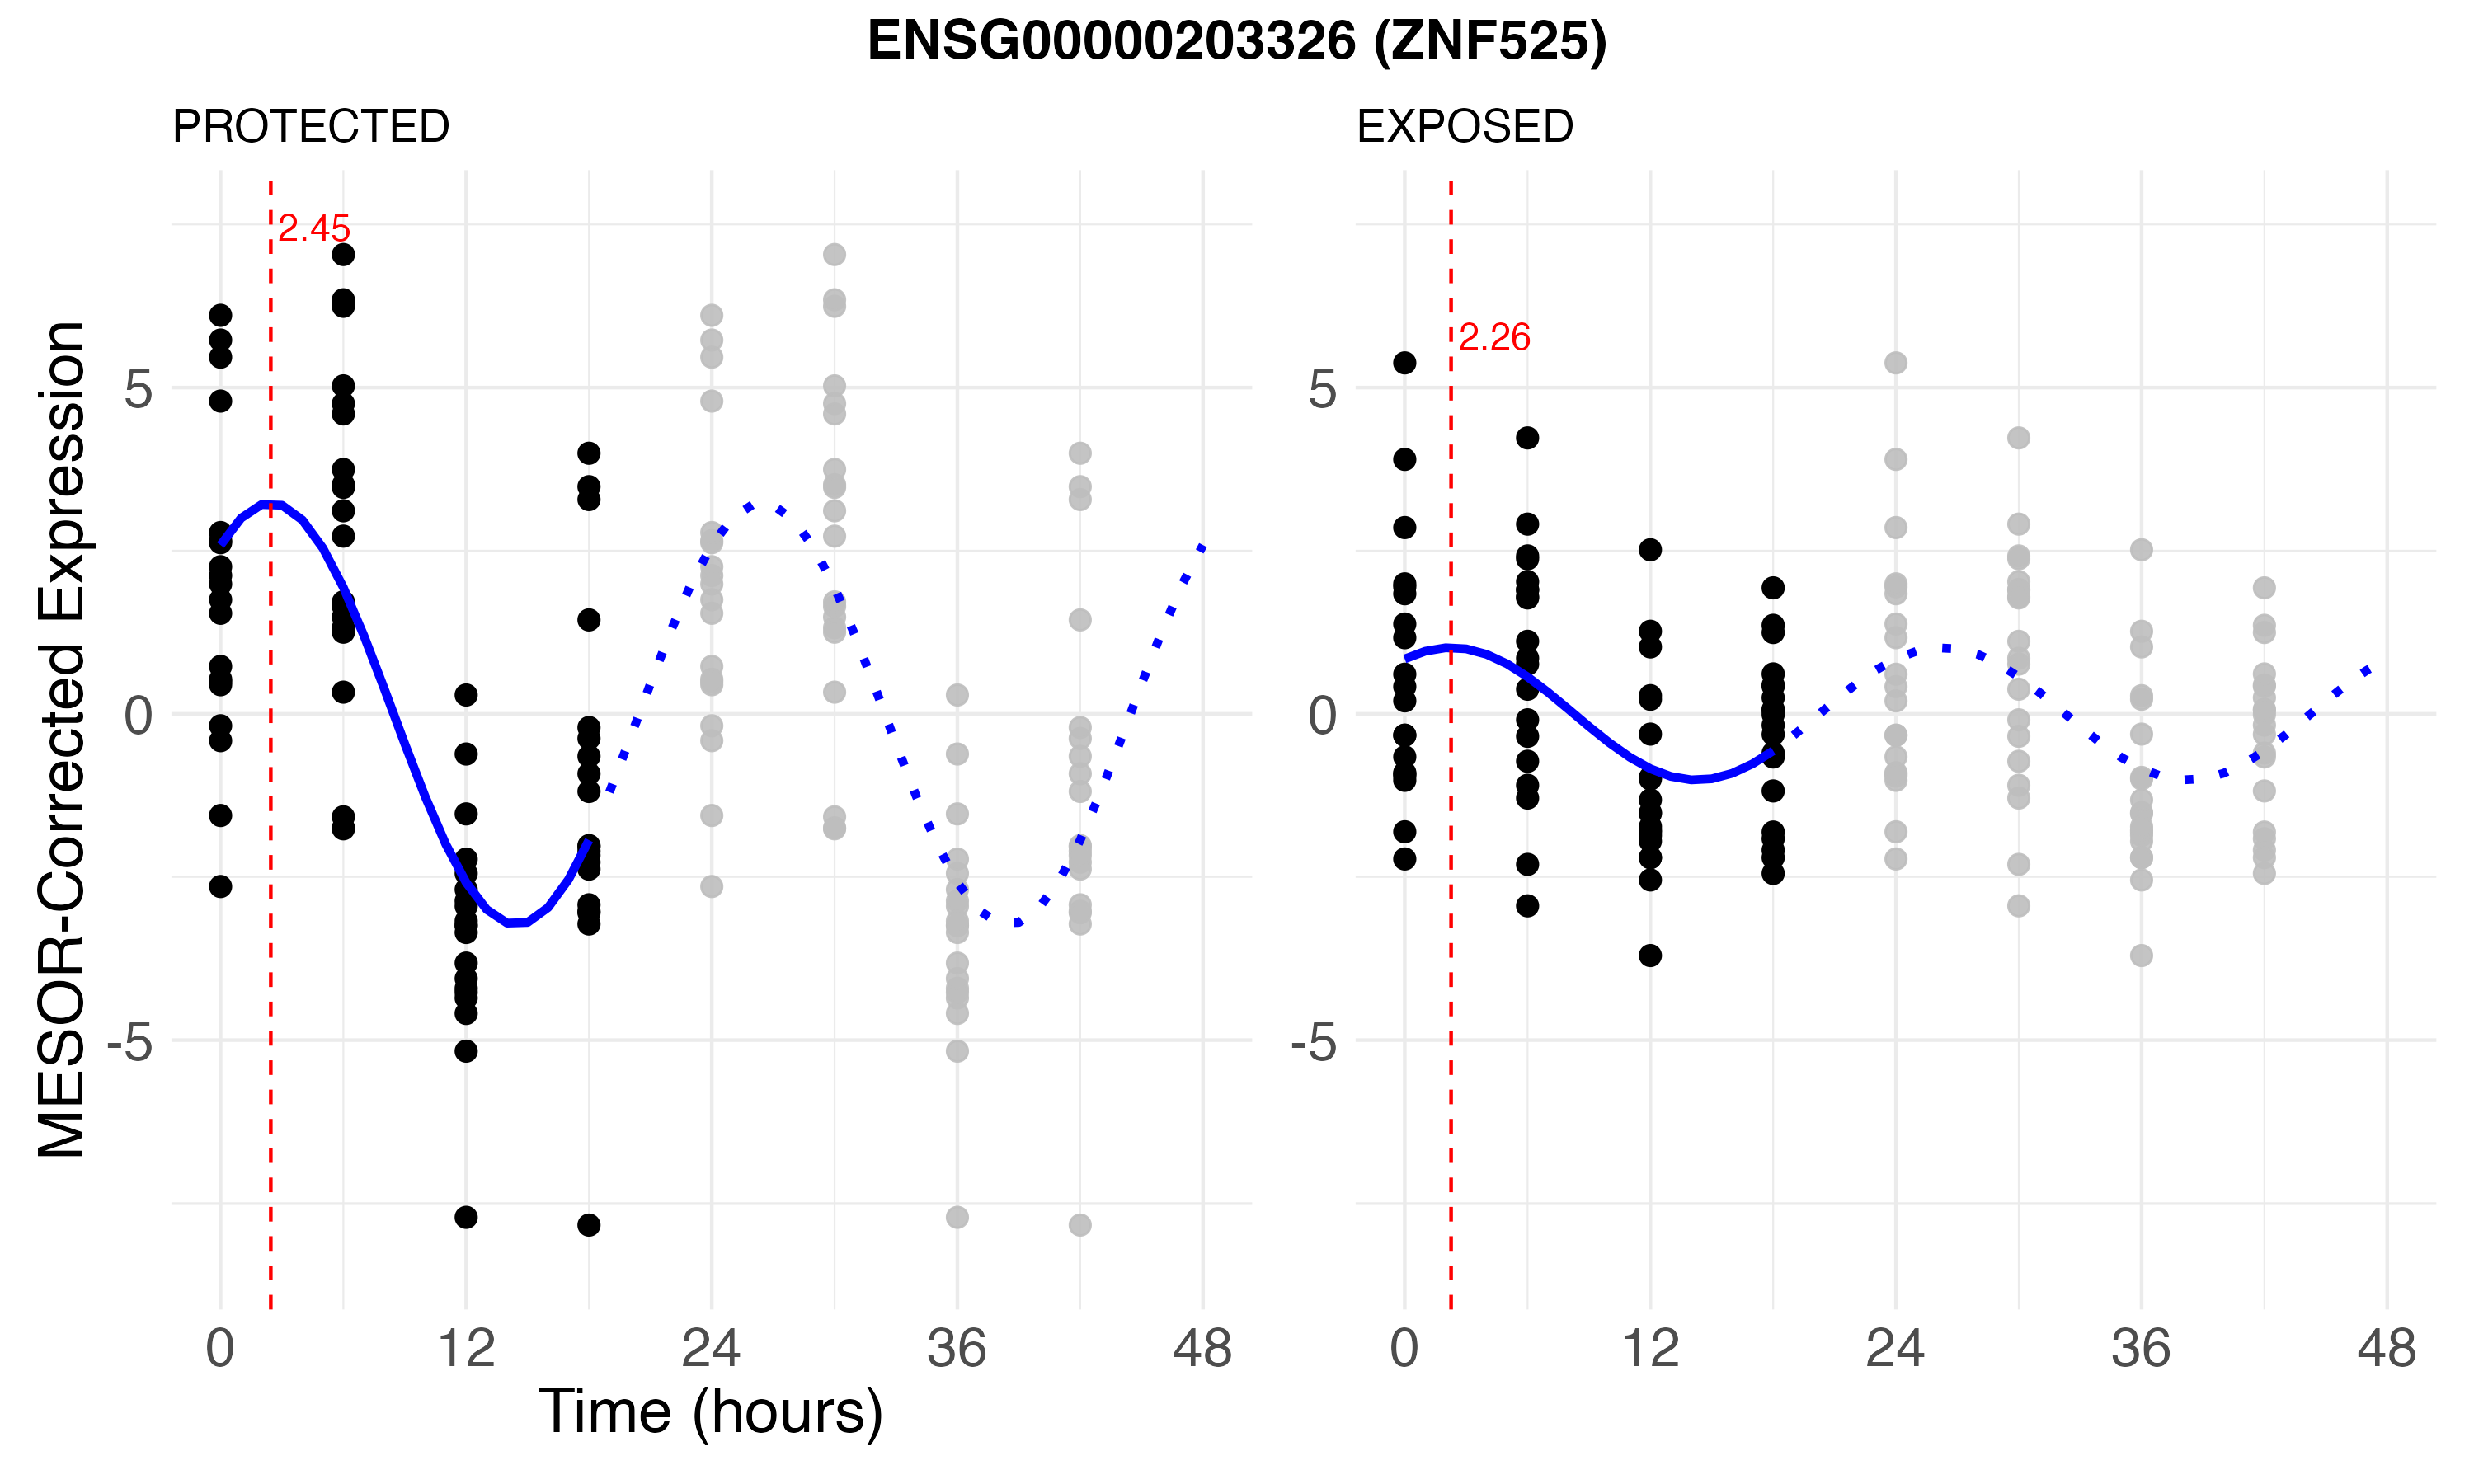 ENSG00000203326 (ZNF525)
PROTECTED
EXPOSED
MESOR-Corrected Expression
2.45
5
0
-5
0 12 24 36 48
2.26
5
0
-5
0 12 24 36 48
Time (hours)